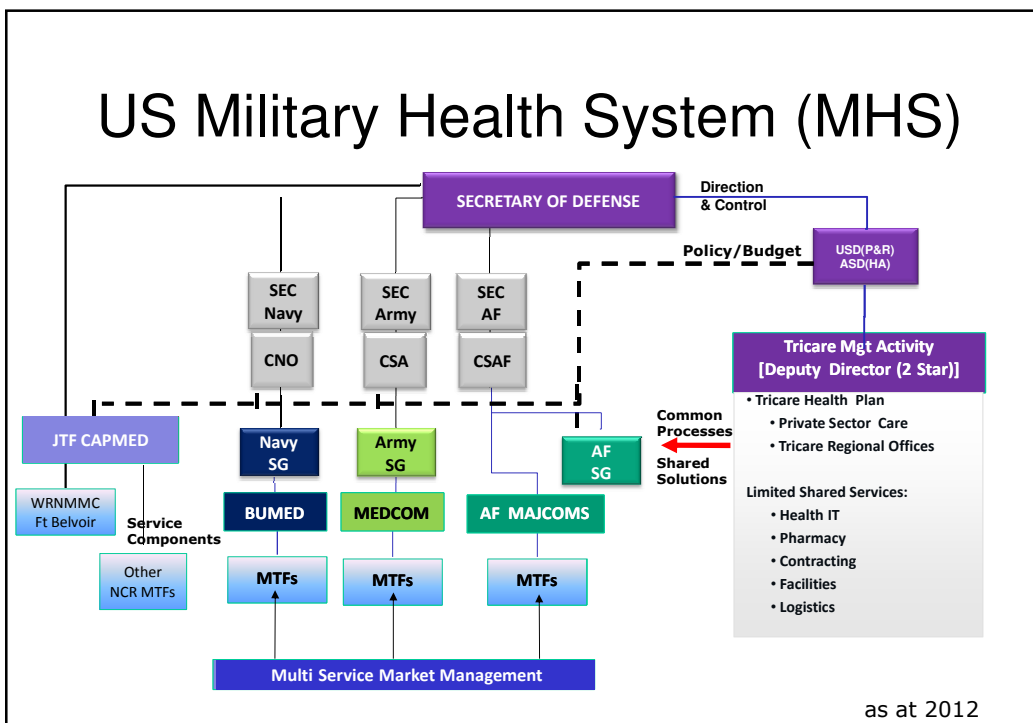 US Military Health System (MHS)
SECRETARY OF DEFENSE
Direction
& Control
Policy/Budget
USD(P&R)
ASD(HA)
SEC
Navy
SEC
Army
SEC
AF
CNO
CSA
CSAF
Tricare Mgt Activity
[Deputy Director (2 Star)]
• Tricare Health Plan
• Private Sector Care
• Tricare Regional Offices
Limited Shared Services:
• Health IT
• Pharmacy
• Contracting
• Facilities
• Logistics
Common
Processes
Shared
Solutions
JTF CAPMED
Navy
SG
Army
SG
AF
SG
WRNMMC
Ft Belvoir
Service
Components
BUMED
MEDCOM
AF MAJCOMS
Other
NCR MTFs
MTFs
MTFs
MTFs
Multi Service Market Management
as at 2012